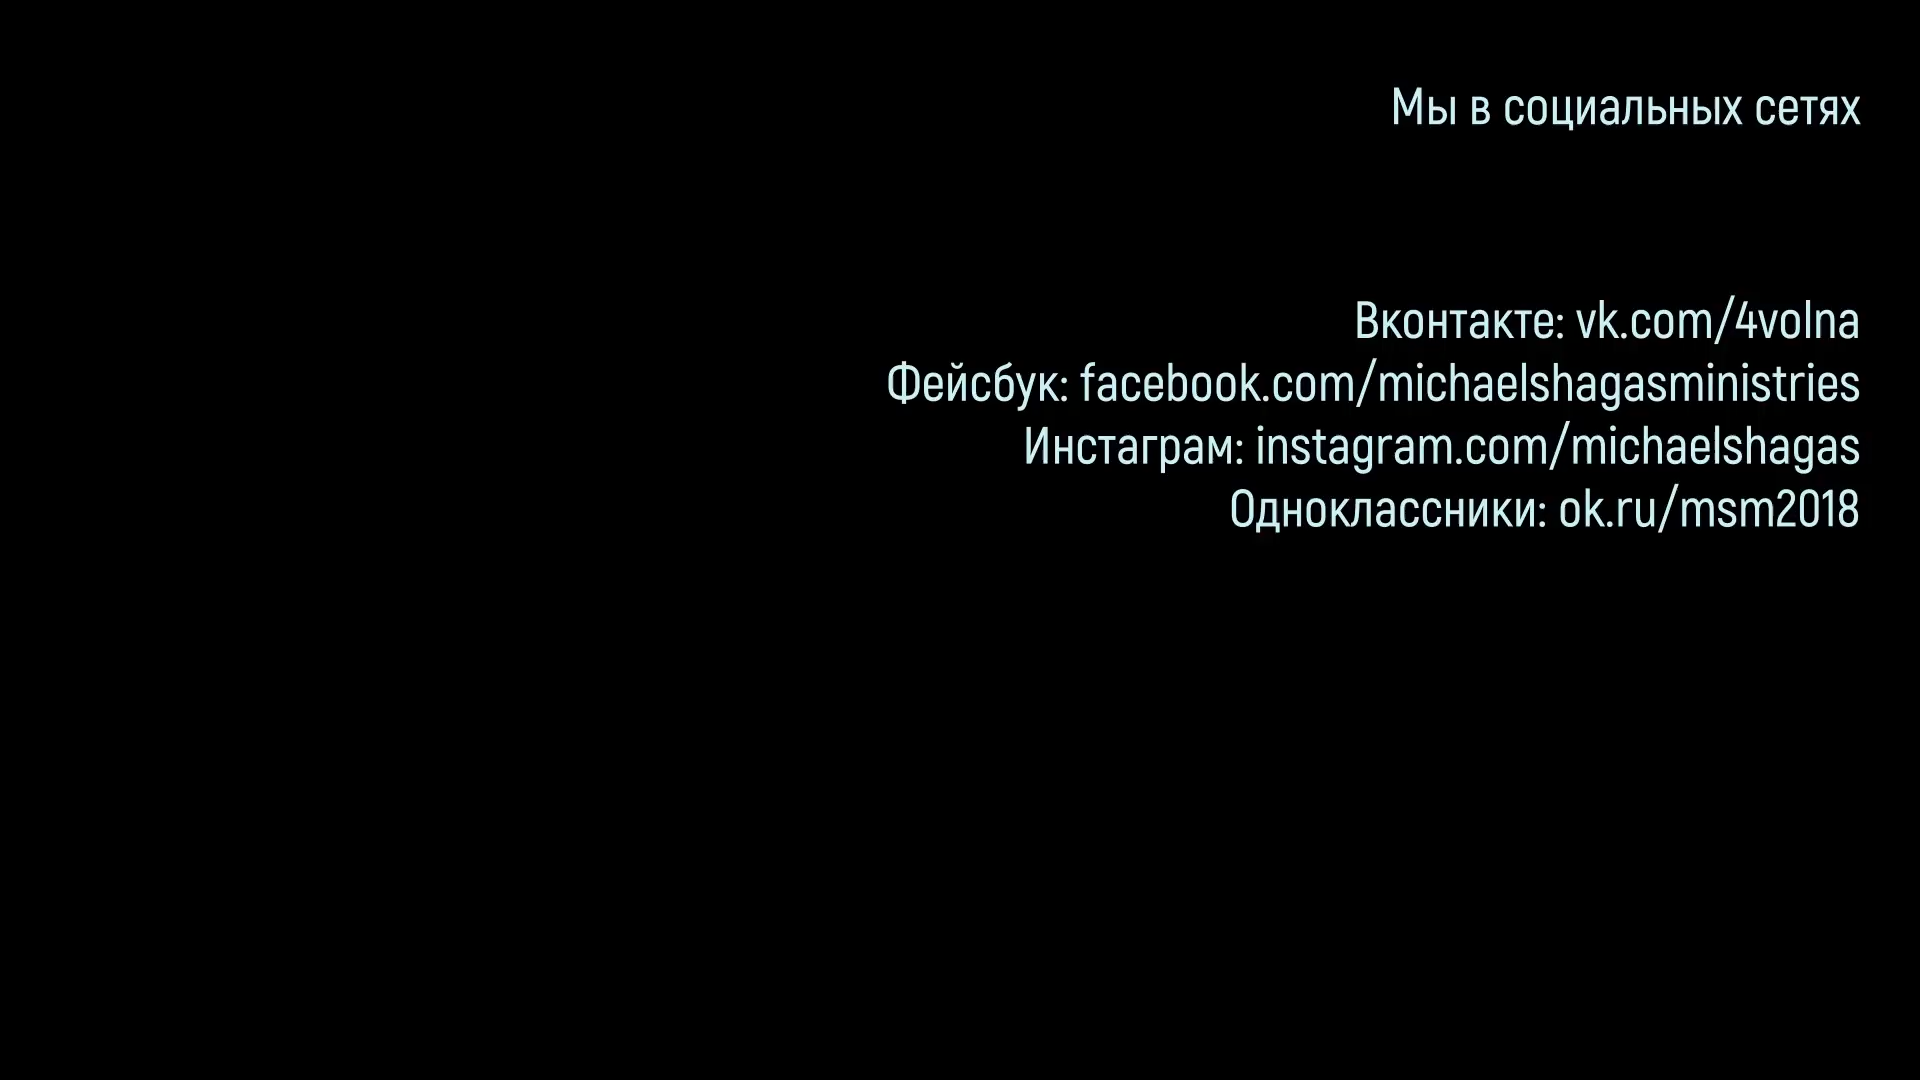 Мы в социальных сетях
Вконтакте: vk.com/4volna
Фейсбук: facebook.com/michaelshagasministries
Инстаграм: instagram.com/michaelshagas
Одноклассники: ok.ru/msm2018